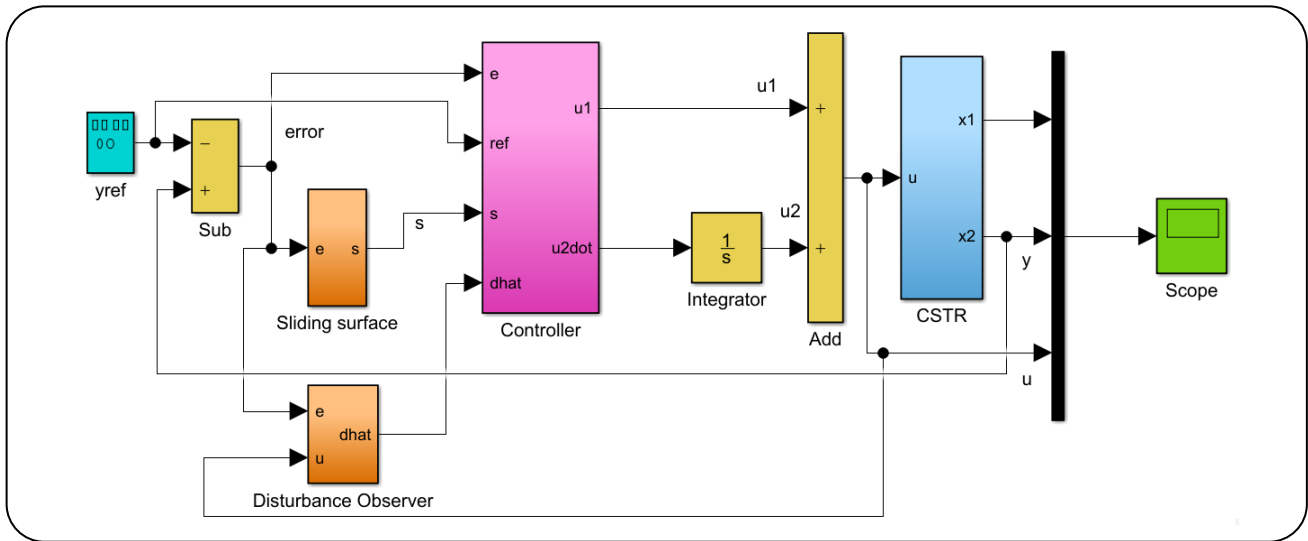 yref
−
+
Sub
error
e
s
Sliding surface
s
e
ref
s
dhat
u1
u2dot
Controller
e
u
dhat
Disturbance Observer
1
s
Integrator
u1
u2
+
+
Add
u
x1
x2
CSTR
y
u
Scope